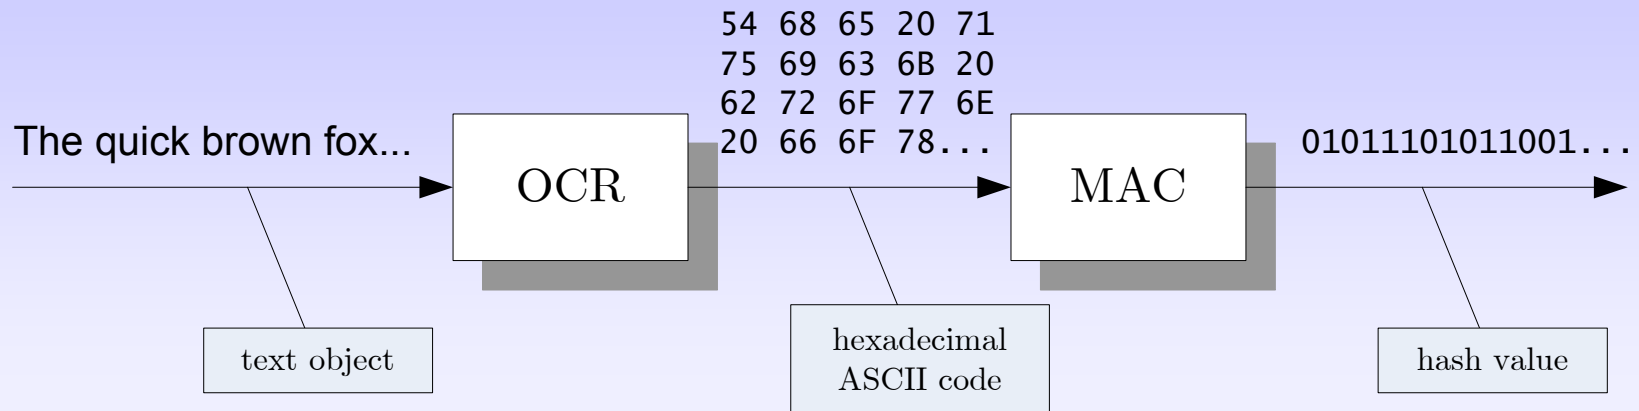 54 68 65 20 71
75 69 63 6B 20
62 72 6F 77 6E
20 66 6F 78...
The quick brown fox...
01011101011001...
OCR
MAC
text object
hexadecimal
ASCII code
hash value